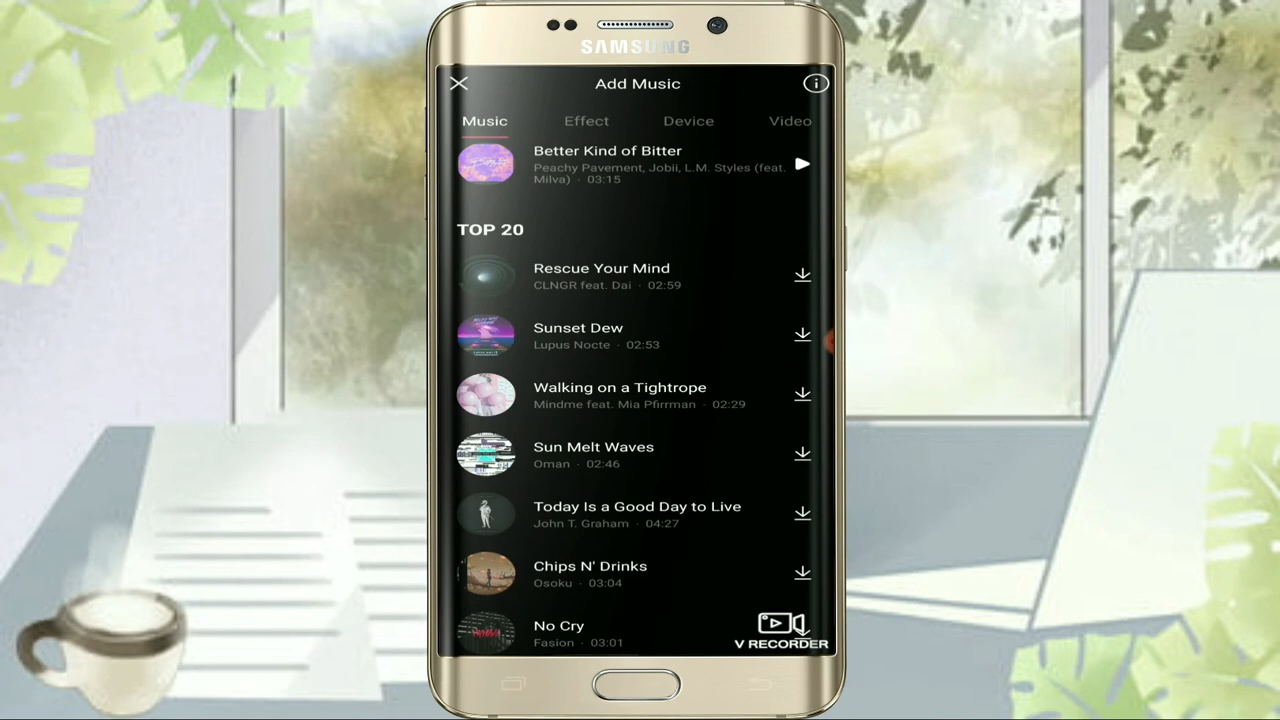 SAMSUNG
Add Music
Music Effect Device Video
Better Kind of Bitter
Peachy Pavement, Jobii, L.M. Styles (feat.
Milva) · 03:15
TOP 20
Rescue Your Mind
CLNGR feat. Dai · 02:59
Sunset Dew
Lupus Nocte · 02:53
Walking on a Tightrope
Mindme feat. Mia Pfirrman · 02:29
Sun Melt Waves
Oman · 02:46
Today Is a Good Day to Live
John T. Graham · 04:27
Chips N' Drinks
Osoku · 03:04
No Cry
Fasion · 03:01
V RECORDER